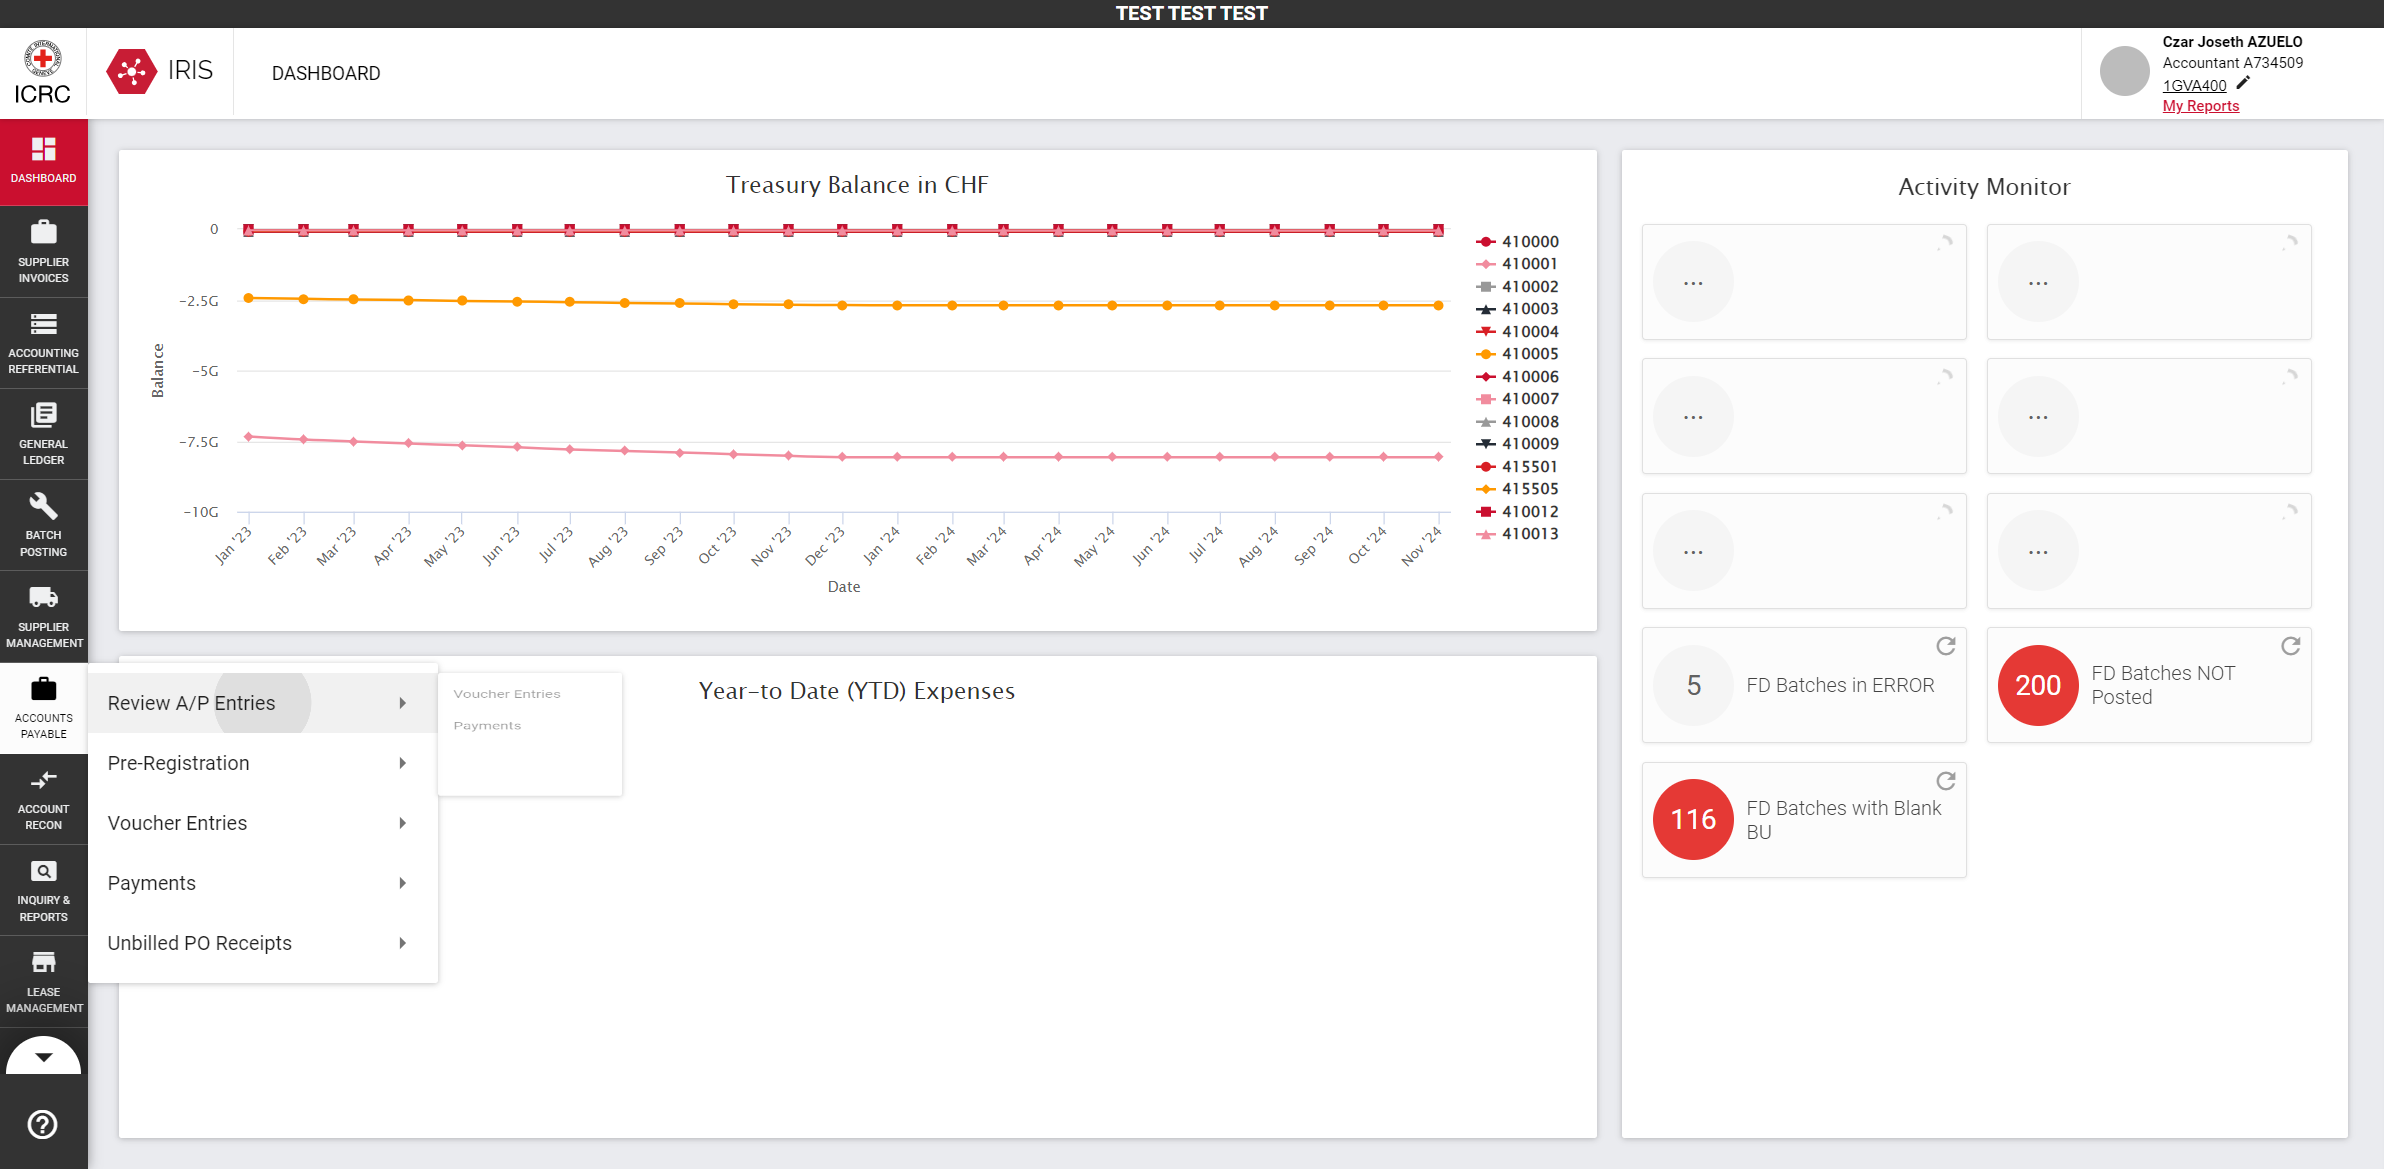 TEST TEST TEST
ICRC
IRIS
DASHBOARD
Czar Joseth AZUELO
Accountant A734509
1GVA400
My Reports
DASHBOARD
SUPPLIER
INVOICES
ACCOUNTING
REFERENTIAL
GENERAL
LEDGER
BATCH
POSTING
SUPPLIER
MANAGEMENT
ACCOUNTS
PAYABLE
ACCOUNT
RECON
INQUIRY &
REPORTS
LEASE
MANAGEMENT
Treasury Balance in CHF
Balance
0
-2.5G
-5G
-7.5G
-10G
Jan '23
Feb '23
Mar '23
Apr '23
May '23
Jun '23
Jul '23
Aug '23
Sep '23
Oct '23
Nov '23
Dec '23
Jan '24
Feb '24
Mar '24
Apr '24
May '24
Jun '24
Jul '24
Aug '24
Sep '24
Oct '24
Nov '24
Date
410000
410001
410002
410003
410004
410005
410006
410007
410008
410009
415501
415505
410012
410013
Review A/P Entries
Pre-Registration
Voucher Entries
Payments
Unbilled PO Receipts
Voucher Entries
Payments
Year-to Date (YTD) Expenses
Activity Monitor
...
...
...
...
...
...
5
FD Batches in ERROR
200
FD Batches NOT
Posted
116
FD Batches with Blank
BU